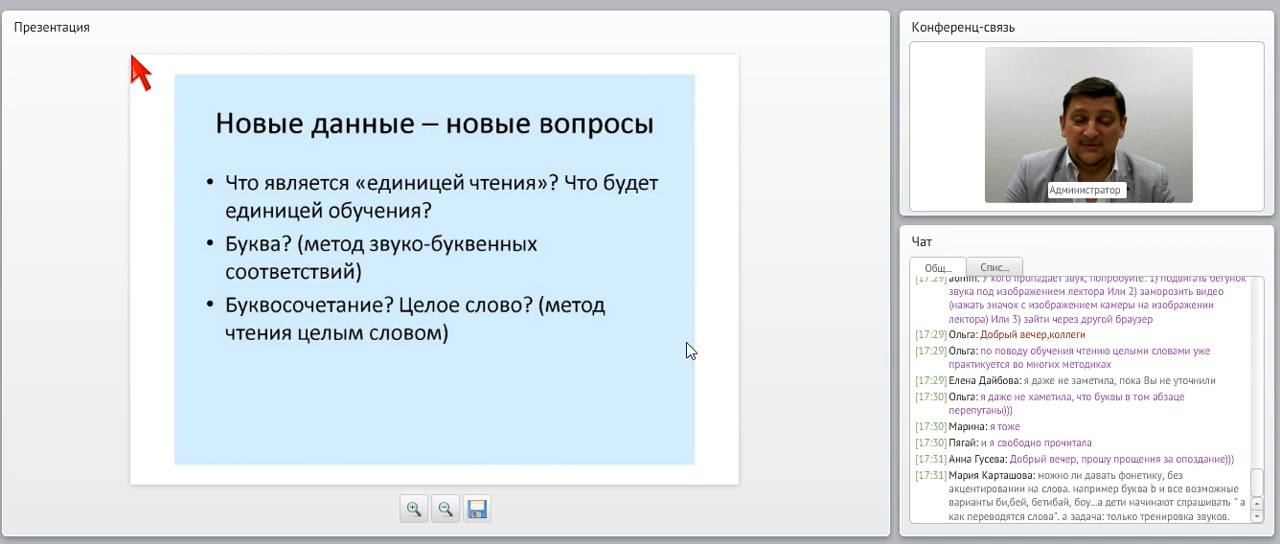 Презентация
Новые данные – новые вопросы
• Что является «единицей чтения»? Что будет
единицей обучения?
• Буква? (метод звуко-буквенных
соответствий)
• Буквосочетание? Целое слово? (метод
чтения целым словом)
Конференц-связь
Администратор
Чат
Общ...
Спис...
[17:29] admin: У кого пропадает звук, попробуйте: 1) подвигать бегунок
звука под изображением лектора Или 2) заморозить видео
(нажать значок с изображением камеры на изображении
лектора) Или 3) зайти через другой браузер
[17:29] Ольга: Добрый вечер,коллеги
[17:29] Ольга: по поводу обучения чтению целыми словами уже
практикуется во многих методиках
[17:29] Елена Дайбова: я даже не заметила, пока Вы не уточнили
[17:30] Ольга: я даже не хаметила, что буквы в том абзаце
перепутаны)))
[17:30] Марина: я тоже
[17:30] Пягай: и я свободно прочитала
[17:31] Анна Гусева: Добрый вечер, прошу прощения за опоздание)))
[17:31] Мария Карташова: можно ли давать фонетику, без
акцентировании на слова. например буква b и все возможные
варианты би,бей, бетибай, боу...а дети начинают спрашивать " а
как переводятся слова". а задача: только тренировка звуков.